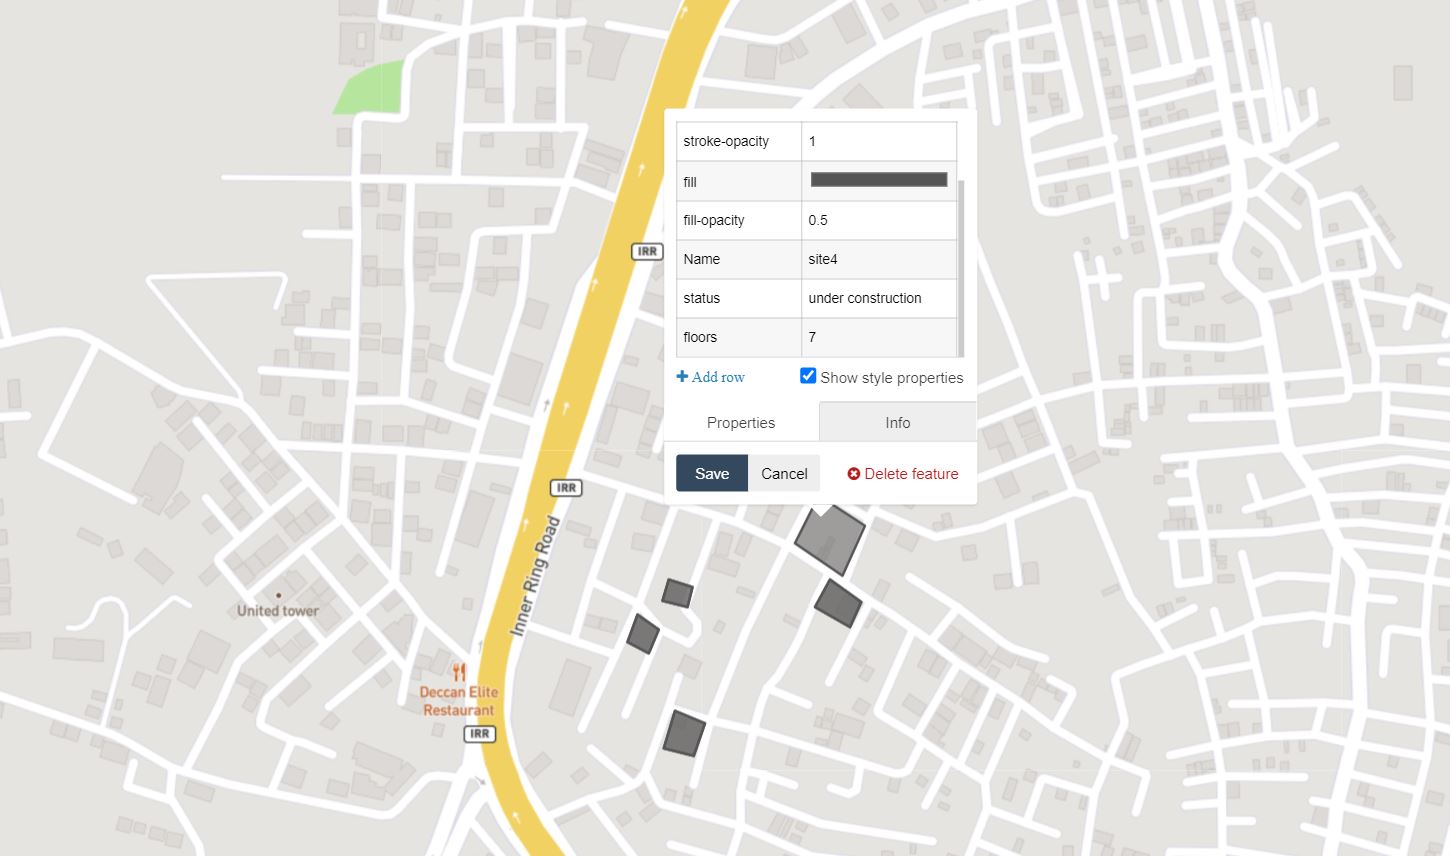 stroke-opacity 1
fill
fill-opacity 0.5
Name site4
status under construction
floors 7
+ Add row Show style properties
Properties Info
Save Cancel Delete feature
IRR
IRR
Inner Ring Road
United tower
Deccan Elite
Restaurant
IRR